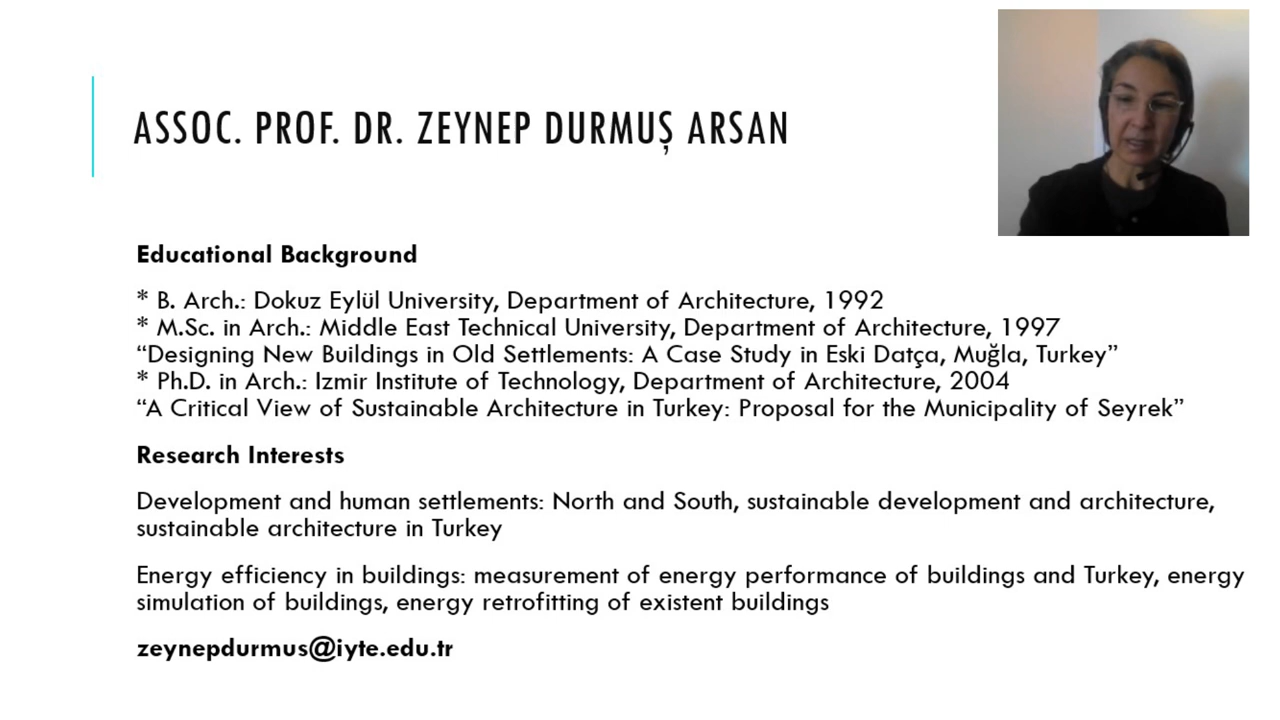 ASSOC. PROF. DR. ZEYNEP DURMUŞ ARSAN
Educational Background
* B. Arch.: Dokuz Eylül University, Department of Architecture, 1992
* M.Sc. in Arch.: Middle East Technical University, Department of Architecture, 1997
“Designing New Buildings in Old Settlements: A Case Study in Eski Datça, Muğla, Turkey”
* Ph.D. in Arch.: Izmir Institute of Technology, Department of Architecture, 2004
“A Critical View of Sustainable Architecture in Turkey: Proposal for the Municipality of Seyrek”
Research Interests
Development and human settlements: North and South, sustainable development and architecture,
sustainable architecture in Turkey
Energy efficiency in buildings: measurement of energy performance of buildings and Turkey, energy
simulation of buildings, energy retrofitting of existent buildings
zeynepdurmus@iyte.edu.tr